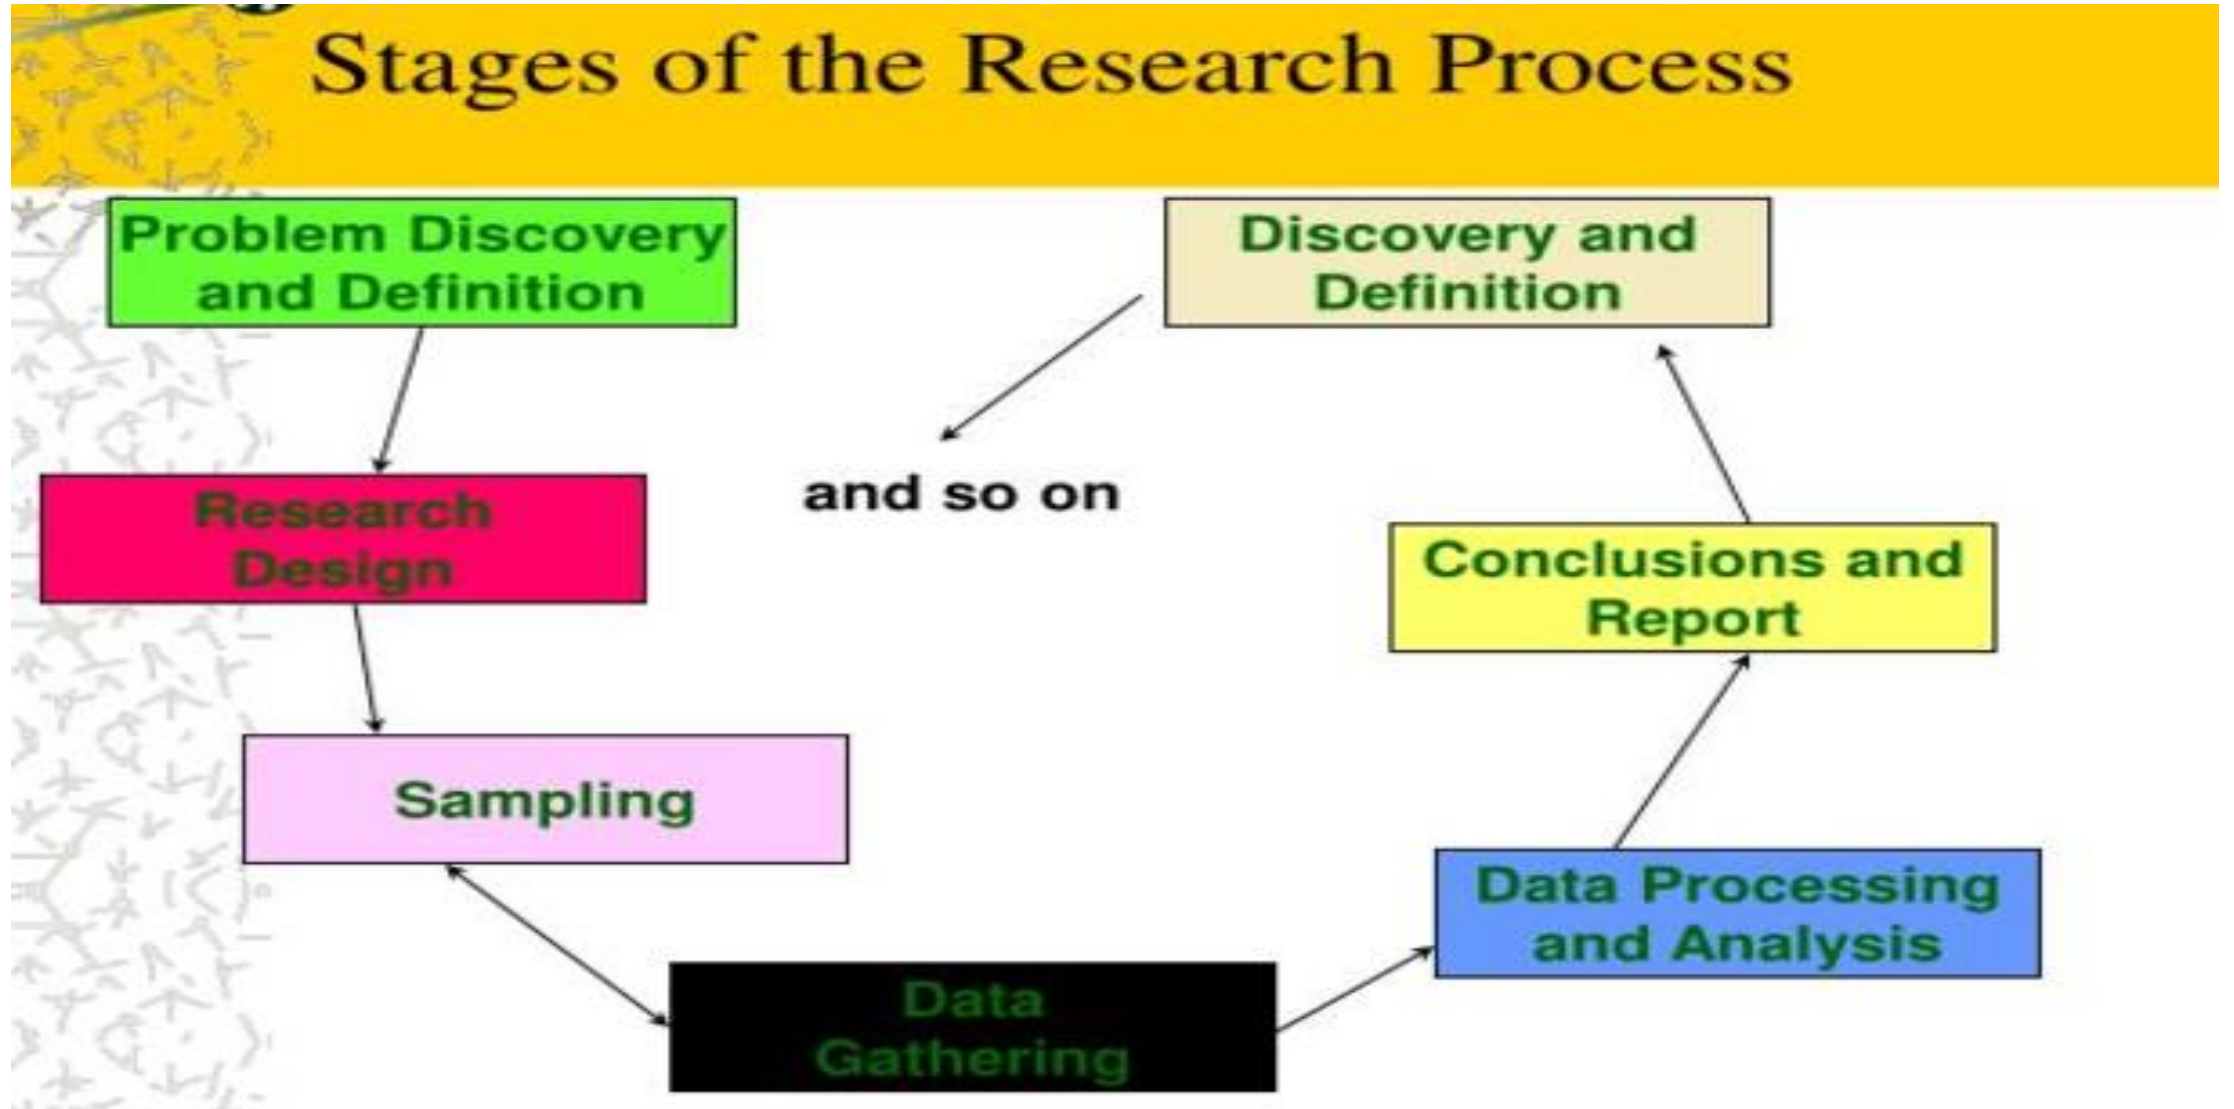 Stages of the Research Process
Problem Discovery
and Definition
Discovery and
Definition
Research
Design
and so on
Conclusions and
Report
Sampling
Data Processing
and Analysis
Data
Gathering